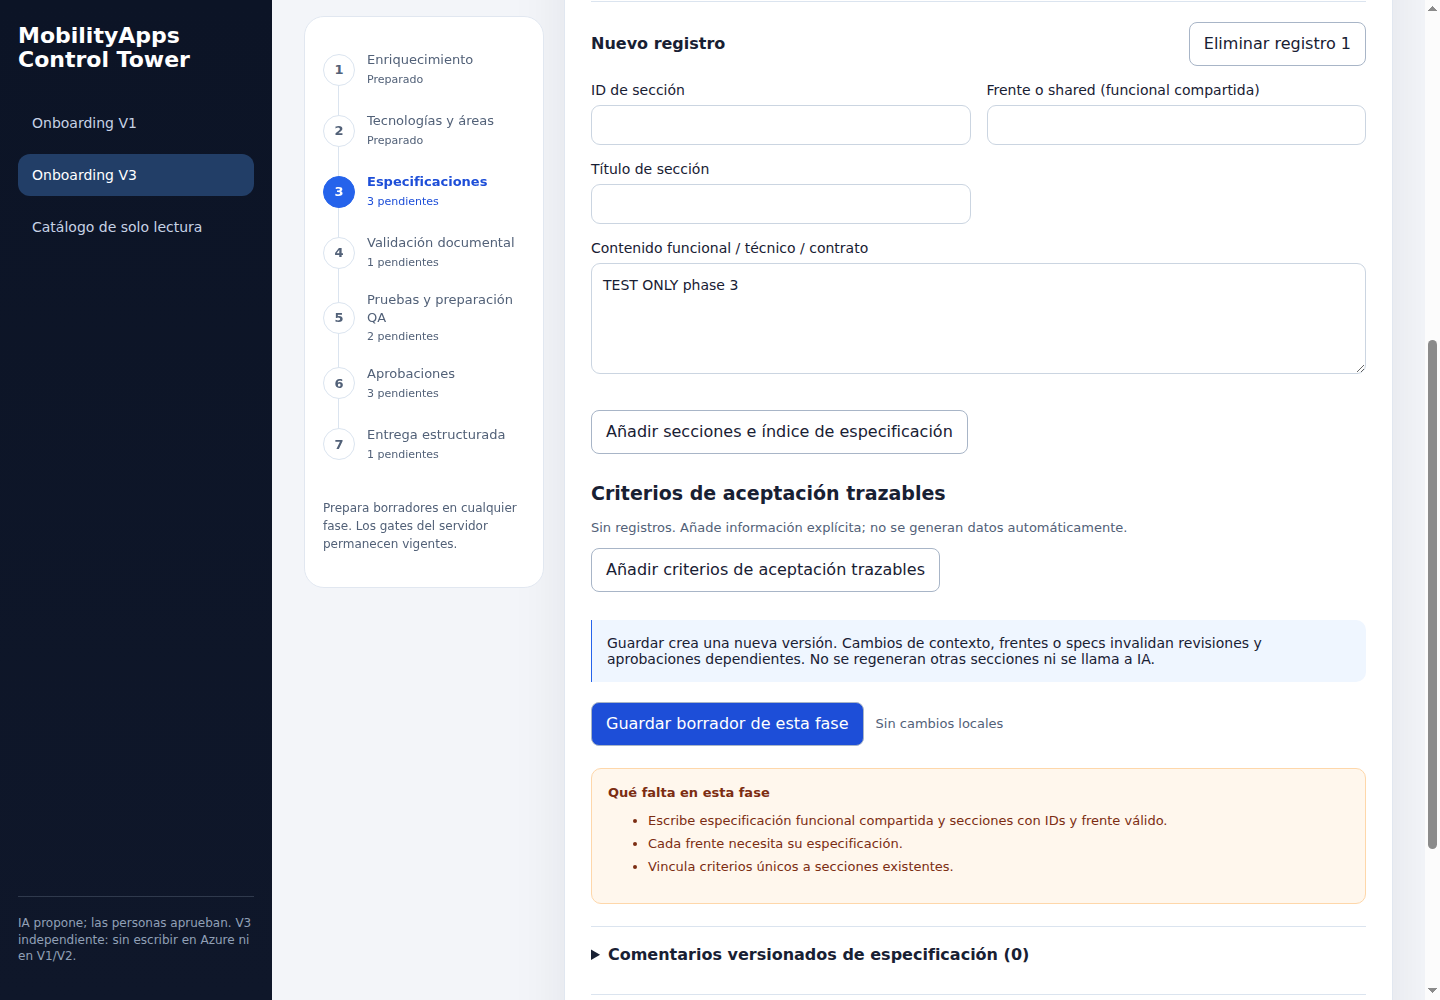 MobilityApps
Control Tower
Onboarding V1
Onboarding V3
Catálogo de solo lectura
IA propone; las personas aprueban. V3
independiente: sin escribir en Azure ni
en V1/V2.
1
Enriquecimiento
Preparado
2
Tecnologías y áreas
Preparado
3
Especificaciones
3 pendientes
4
Validación documental
1 pendientes
5
Pruebas y preparación
QA
2 pendientes
6
Aprobaciones
3 pendientes
7
Entrega estructurada
1 pendientes
Prepara borradores en cualquier
fase. Los gates del servidor
permanecen vigentes.
Nuevo registro
Eliminar registro 1
ID de sección
Frente o shared (funcional compartida)
Título de sección
Contenido funcional / técnico / contrato
TEST ONLY phase 3
Añadir secciones e índice de especificación
Criterios de aceptación trazables
Sin registros. Añade información explícita; no se generan datos automáticamente.
Añadir criterios de aceptación trazables
Guardar crea una nueva versión. Cambios de contexto, frentes o specs invalidan revisiones y
aprobaciones dependientes. No se regeneran otras secciones ni se llama a IA.
Guardar borrador de esta fase
Sin cambios locales
Qué falta en esta fase
• Escribe especificación funcional compartida y secciones con IDs y frente válido.
• Cada frente necesita su especificación.
• Vincula criterios únicos a secciones existentes.
Comentarios versionados de especificación (0)